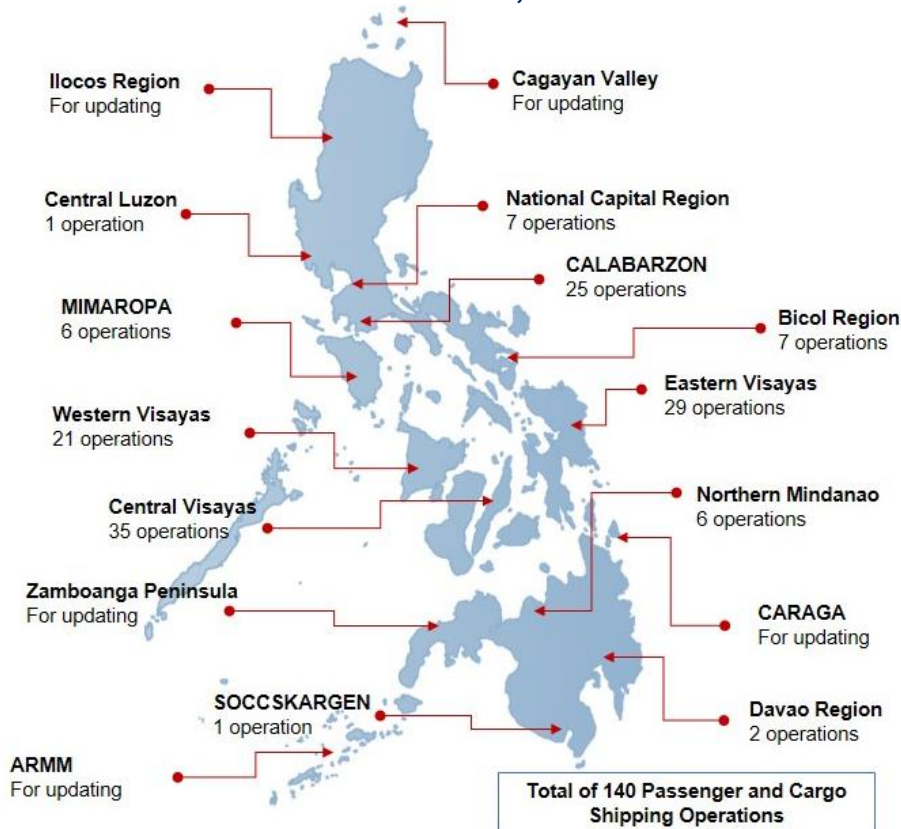 Ilocos Region
For updating
Cagayan Valley
For updating
Central Luzon
1 operation
National Capital Region
7 operations
CALABARZON
25 operations
MIMAROPA
6 operations
Bicol Region
7 operations
Eastern Visayas
29 operations
Western Visayas
21 operations
Northern Mindanao
6 operations
Central Visayas
35 operations
Zamboanga Peninsula
For updating
CARAGA
For updating
SOCCSKARGEN
1 operation
Davao Region
2 operations
ARMM
For updating
Total of 140 Passenger and Cargo
Shipping Operations